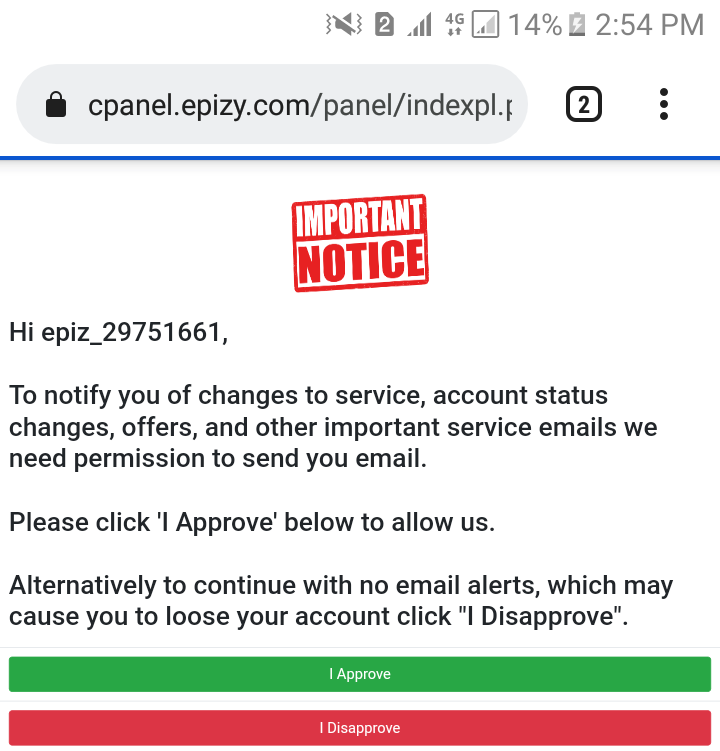 2 4G 14% 2:54 PM
cpanel.epizy.com/panel/indexpl.p 2
IMPORTANT
NOTICE
Hi epiz_29751661,
To notify you of changes to service, account status
changes, offers, and other important service emails we
need permission to send you email.
Please click 'I Approve' below to allow us.
Alternatively to continue with no email alerts, which may
cause you to loose your account click "I Disapprove".
I Approve
I Disapprove